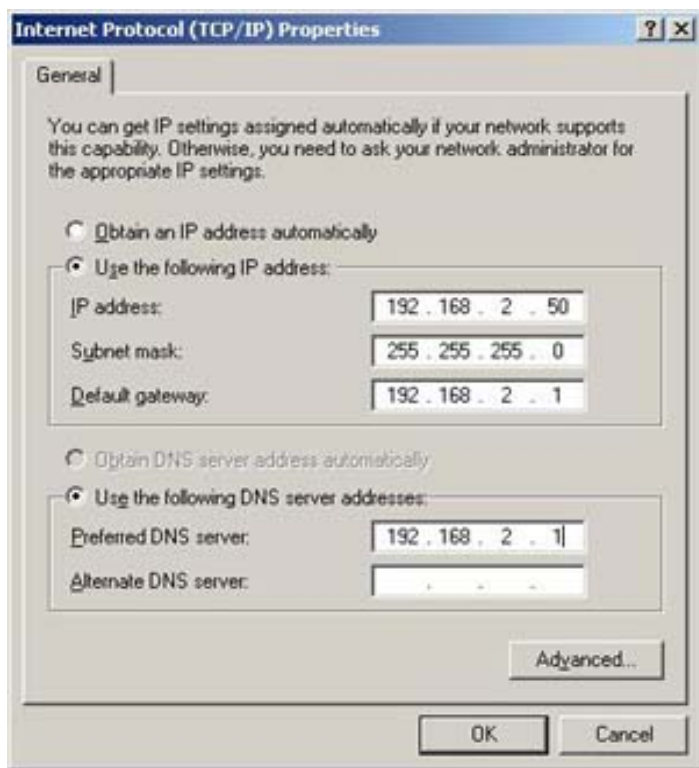 Internet Protocol (TCP/IP) Properties
General
You can get IP settings assigned automatically if your network supports
this capability. Otherwise, you need to ask your network administrator for
the appropriate IP settings.
Obtain an IP address automatically
Use the following IP address:
IP address: 192 . 168 . 2 . 50
Subnet mask: 255 . 255 . 255 . 0
Default gateway: 192 . 168 . 2 . 1
Obtain DNS server address automatically
Use the following DNS server addresses:
Preferred DNS server: 192 . 168 . 2 . 1
Alternate DNS server: . . .
Advanced...
OK Cancel